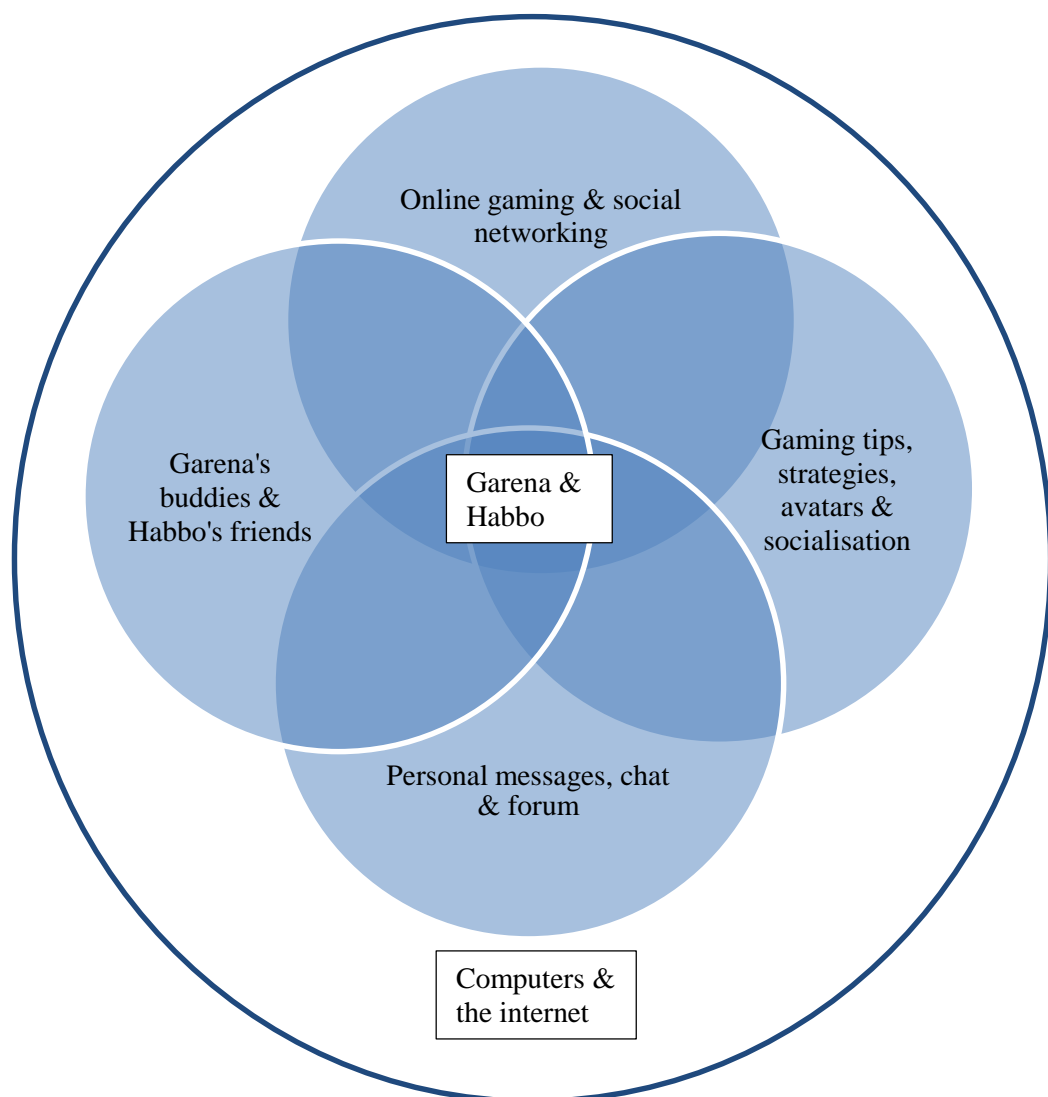 Online gaming & social
networking
Garena's
buddies &
Habbo's friends
Garena &
Habbo
Gaming tips,
strategies,
avatars &
socialisation
Personal messages, chat
& forum
Computers &
the internet